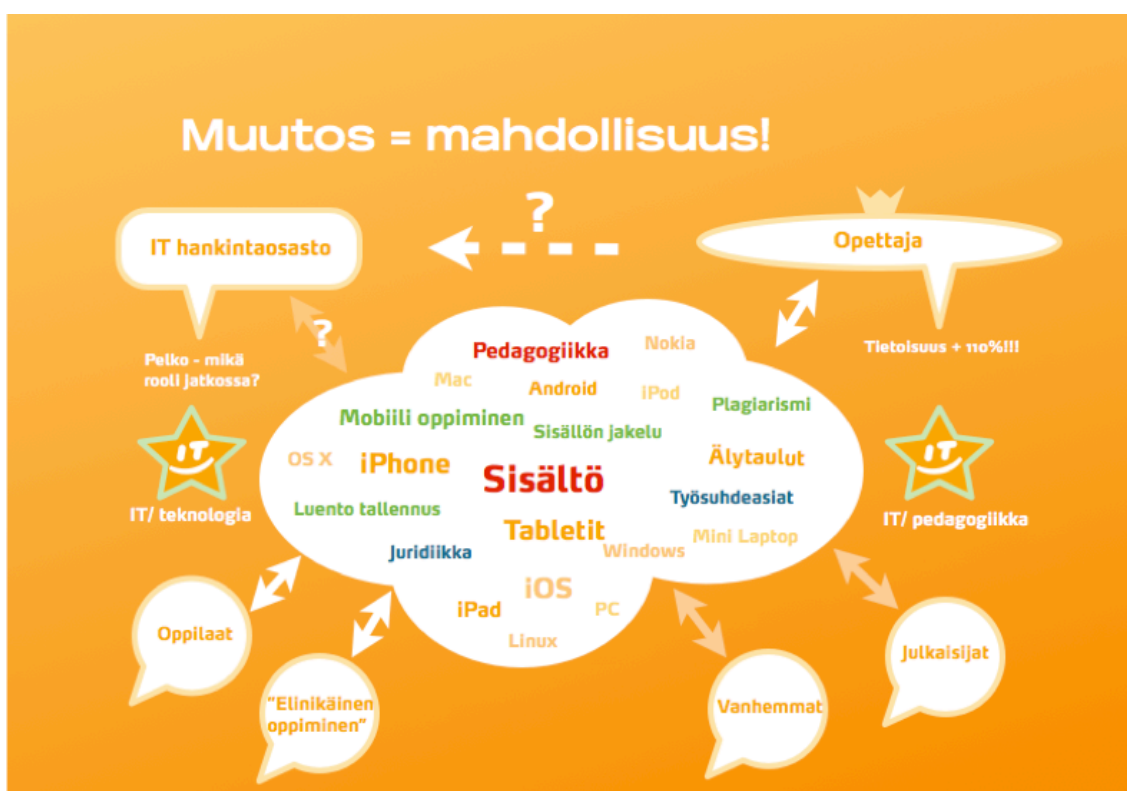 Muutos = mahdollisuus!
?
IT hankintaosasto
Opettaja
?
Pelko - mikä
rooli jatkossa?
Tietoisuus + 110%!!!
Pedagogiikka
Nokia
Mac
Android
iPod
Plagiarismi
Mobiili oppiminen
Sisällön jakelu
OS X
iPhone
Sisältö
Älytaulut
Luento tallennus
Työsuhdeasiat
Tabletit
Juridiikka
Windows
Mini Laptop
iOS
iPad
PC
Linux
IT
IT/ teknologia
IT
IT/ pedagogiikka
Oppilaat
"Elinikäinen
oppiminen"
Vanhemmat
Julkaisijat